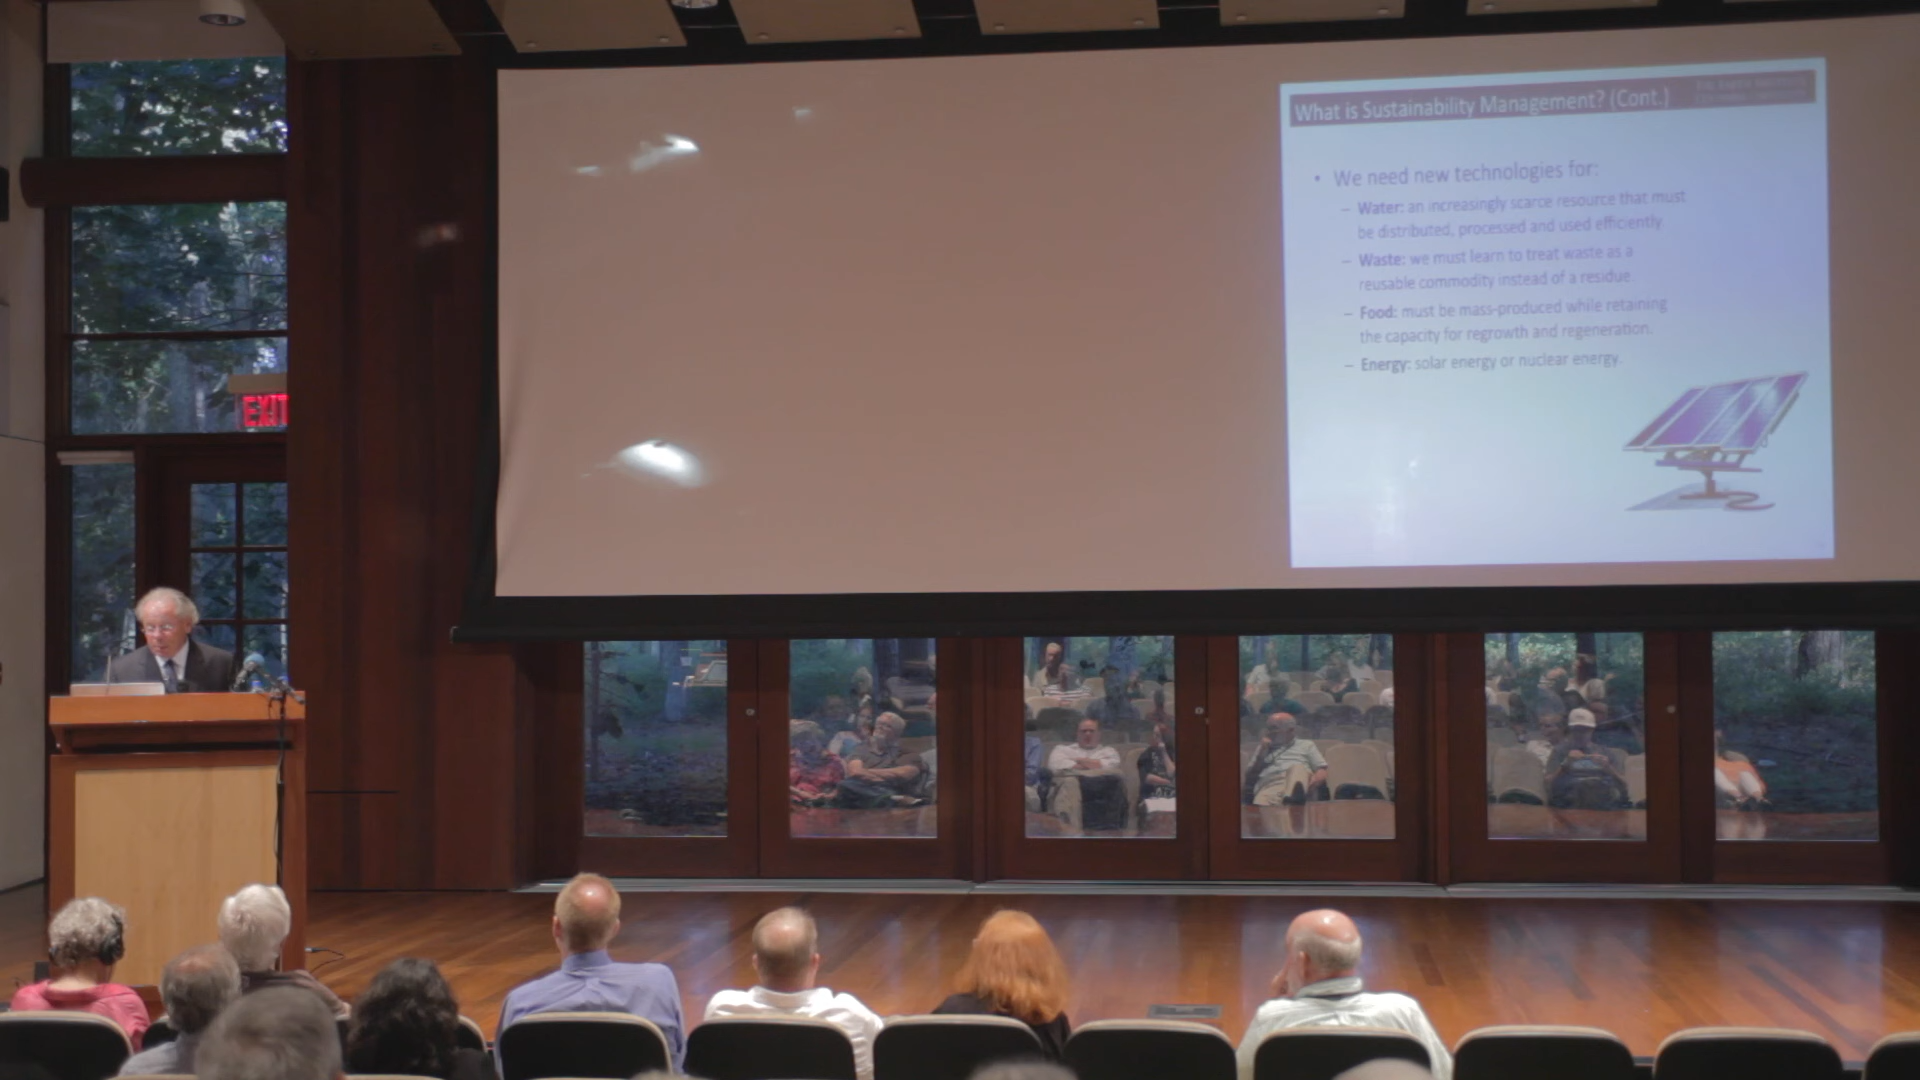 What is Sustainability Management? (Cont.)
• We need new technologies for:
– Water: an increasingly scarce resource that must
be distributed, processed and used efficiently
– Waste: we must learn to treat waste as a
reusable commodity instead of a residue.
– Food: must be mass-produced while retaining
the capacity for regrowth and regeneration.
– Energy: solar energy or nuclear energy.
EXIT